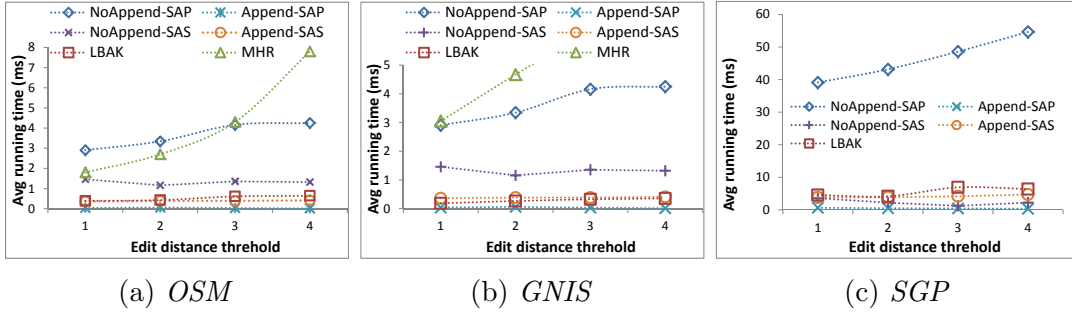 NoAppend-SAP Append-SAP
NoAppend-SAS Append-SAS
LBAK MHR
Avg running time (ms)
8
7
6
5
4
3
2
1
0
1 2 3 4
Edit distance threhold
(a) OSM
NoAppend-SAP Append-SAP
NoAppend-SAS Append-SAS
LBAK MHR
Avg running time (ms)
5
4
3
2
1
0
1 2 3 4
Edit distance threhold
(b) GNIS
Avg running time (ms)
60
50
40
30
20
10
0
NoAppend-SAP Append-SAP
NoAppend-SAS Append-SAS
LBAK
1 2 3 4
Edit distance threhold
(c) SGP